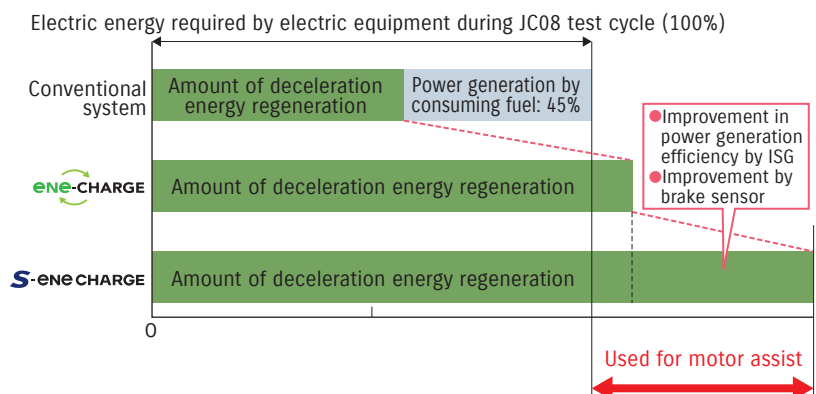 Electric energy required by electric equipment during JC08 test cycle (100%)
Conventional
system
Amount of deceleration
energy regeneration
Power generation by
consuming fuel: 45%
●Improvement in
power generation
efficiency by ISG
●Improvement by
brake sensor
ene-CHARGE
Amount of deceleration energy regeneration
S-ENE CHARGE
Amount of deceleration energy regeneration
0
Used for motor assist